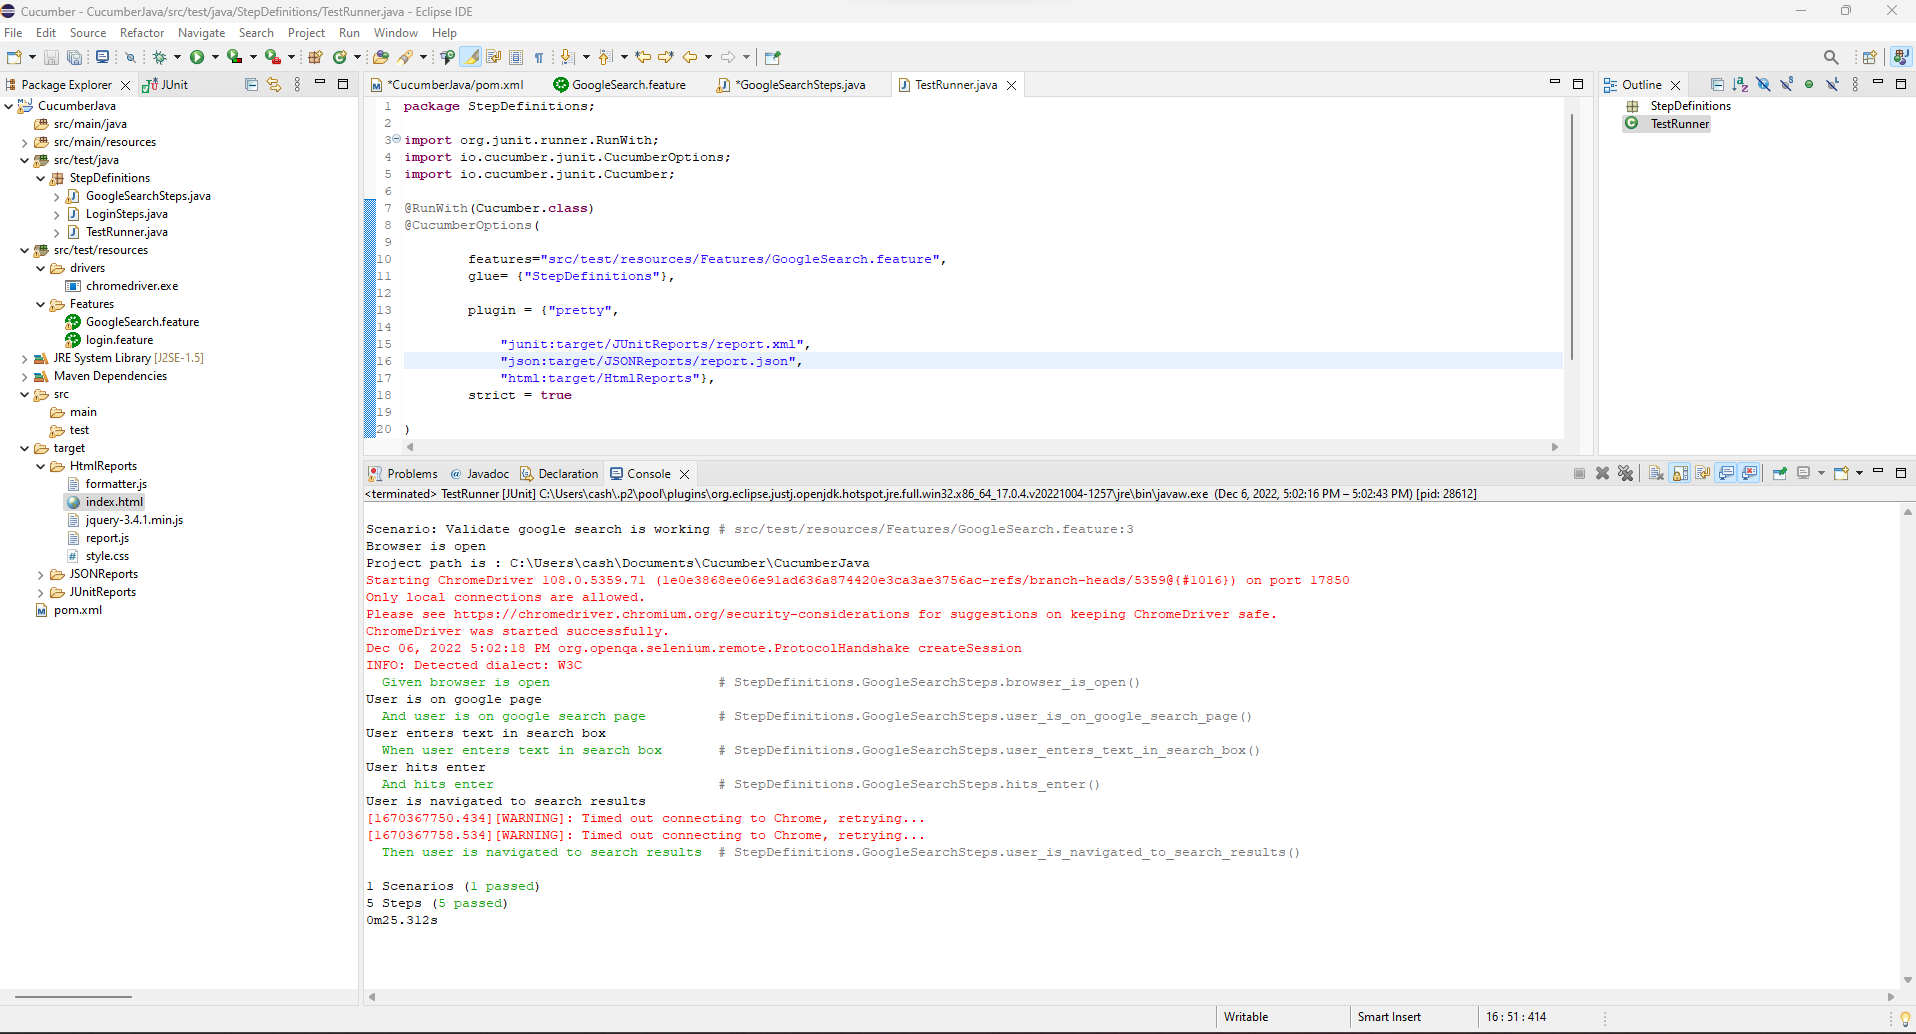 Cucumber - CucumberJava/src/test/java/StepDefinitions/TestRunner.java - Eclipse IDE
File Edit Source Refactor Navigate Search Project Run Window Help
Package Explorer JUnit
CucumberJava
src/main/java
src/main/resources
src/test/java
StepDefinitions
GoogleSearchSteps.java
LoginSteps.java
TestRunner.java
src/test/resources
drivers
chromedriver.exe
Features
GoogleSearch.feature
login.feature
JRE System Library [J2SE-1.5]
Maven Dependencies
src
main
test
target
HtmlReports
formatter.js
index.html
jquery-3.4.1.min.js
report.js
style.css
JSONReports
JUnitReports
pom.xml
*CucumberJava/pom.xml GoogleSearch.feature *GoogleSearchSteps.java TestRunner.java
1 package StepDefinitions;
2
3 import org.junit.runner.RunWith;
4 import io.cucumber.junit.CucumberOptions;
5 import io.cucumber.junit.Cucumber;
6
7 @RunWith(Cucumber.class)
8 @CucumberOptions(
9
10 features="src/test/resources/Features/GoogleSearch.feature",
11 glue= {"StepDefinitions"},
12
13 plugin = {"pretty",
14
15 "junit:target/JUnitReports/report.xml",
16 "json:target/JSONReports/report.json",
17 "html:target/HtmlReports"},
18 strict = true
19
20 )
Outline
StepDefinitions
TestRunner
Problems @ Javadoc Declaration Console
<terminated> TestRunner [JUnit] C:\Users\cash\.p2\pool\plugins\org.eclipse.justj.openjdk.hotspot.jre.full.win32.x86_64_17.0.4.v20221004-1257\jre\bin\javaw.exe (Dec 6, 2022, 5:02:16 PM – 5:02:43 PM) [pid: 28612]
Scenario: Validate google search is working # src/test/resources/Features/GoogleSearch.feature:3
Browser is open
Project path is : C:\Users\cash\Documents\Cucumber\CucumberJava
Starting ChromeDriver 108.0.5359.71 (1e0e3868ee06e91ad636a874420e3ca3ae3756ac-refs/branch-heads/5359@{#1016}) on port 17850
Only local connections are allowed.
Please see https://chromedriver.chromium.org/security-considerations for suggestions on keeping ChromeDriver safe.
ChromeDriver was started successfully.
Dec 06, 2022 5:02:18 PM org.openqa.selenium.remote.ProtocolHandshake createSession
INFO: Detected dialect: W3C
Given browser is open # StepDefinitions.GoogleSearchSteps.browser_is_open()
User is on google page
And user is on google search page # StepDefinitions.GoogleSearchSteps.user_is_on_google_search_page()
User enters text in search box
When user enters text in search box # StepDefinitions.GoogleSearchSteps.user_enters_text_in_search_box()
User hits enter
And hits enter # StepDefinitions.GoogleSearchSteps.hits_enter()
User is navigated to search results
[1670367750.434][WARNING]: Timed out connecting to Chrome, retrying...
[1670367758.534][WARNING]: Timed out connecting to Chrome, retrying...
Then user is navigated to search results # StepDefinitions.GoogleSearchSteps.user_is_navigated_to_search_results()
1 Scenarios (1 passed)
5 Steps (5 passed)
0m25.312s
Writable Smart Insert 16 : 51 : 414